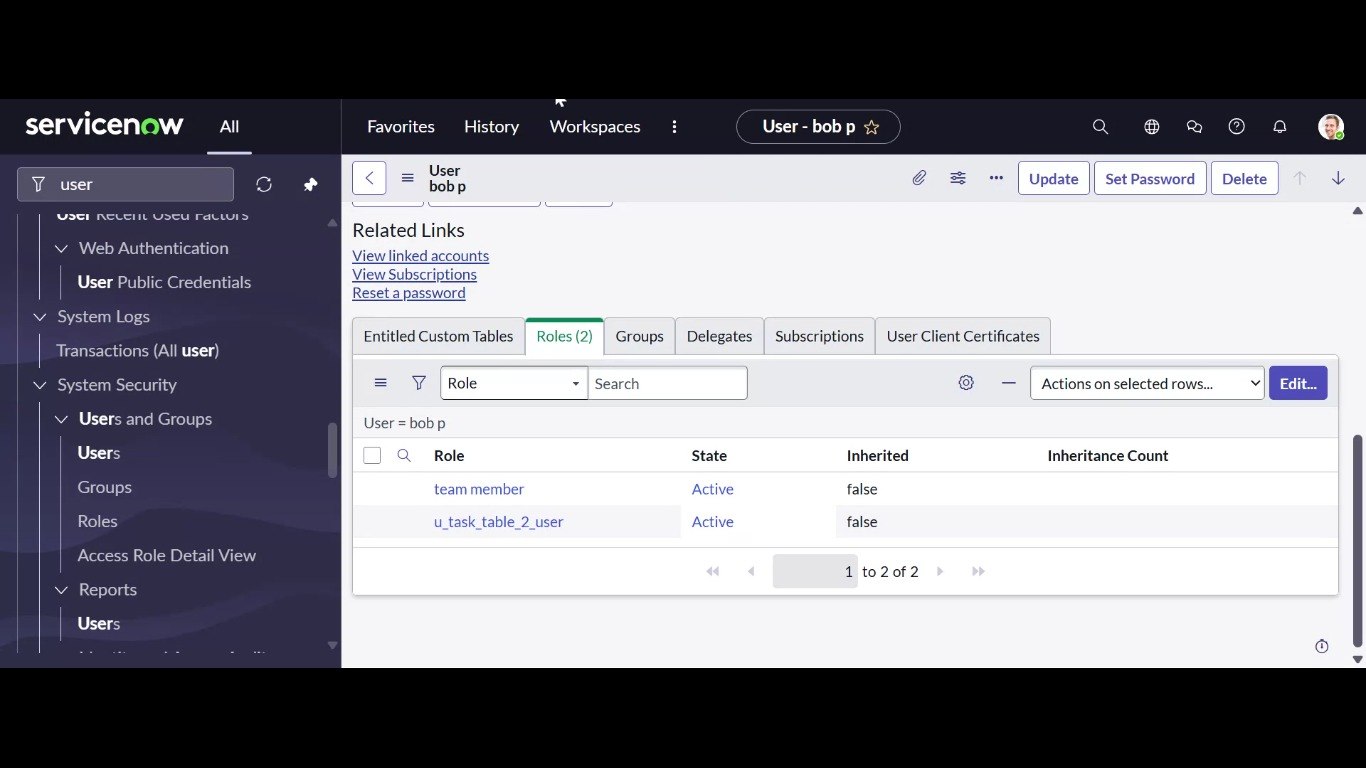 servicenow
All
Favorites
History
Workspaces
User - bob p
user
User
bob p
Update
Set Password
Delete
User Recent Used Factors
Web Authentication
User Public Credentials
System Logs
Transactions (All user)
System Security
Users and Groups
Users
Groups
Roles
Access Role Detail View
Reports
Users
Related Links
View linked accounts
View Subscriptions
Reset a password
Entitled Custom Tables
Roles (2)
Groups
Delegates
Subscriptions
User Client Certificates
Role
Search
Actions on selected rows...
Edit...
User = bob p
Role State Inherited Inheritance Count
team member Active false
u_task_table_2_user Active false
1 to 2 of 2